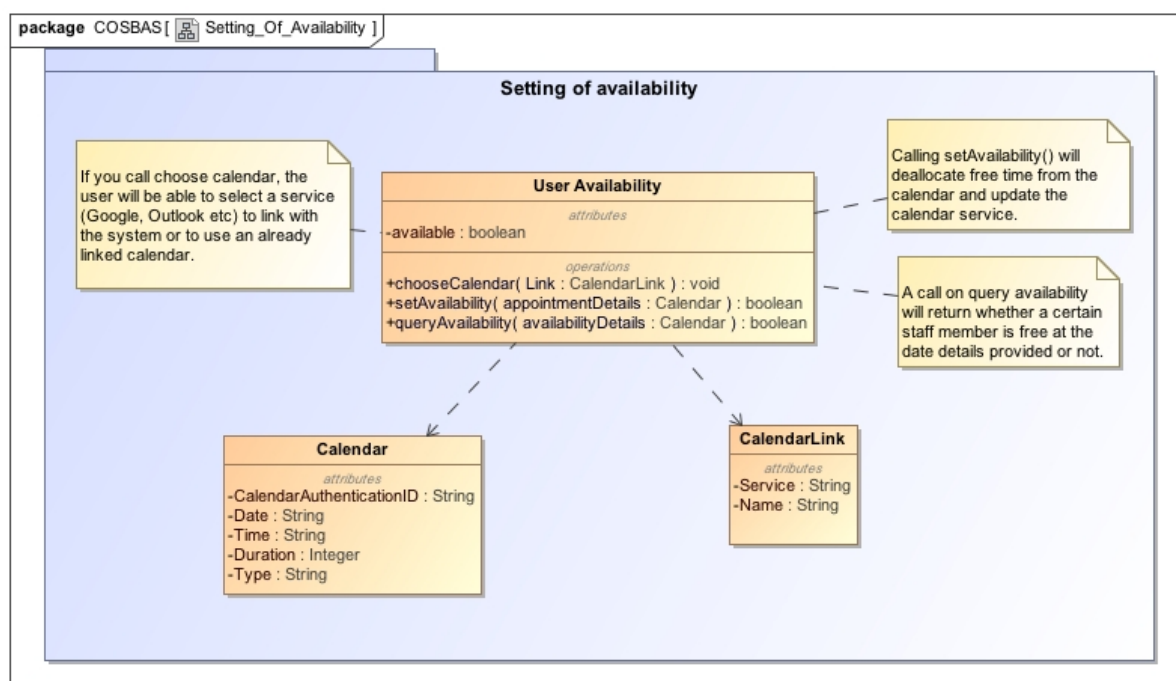 package COSBAS[ Setting_Of_Availability ]
Setting of availability
If you call choose calendar, the
user will be able to select a service
(Google, Outlook etc) to link with
the system or to use an already
linked calendar.
User Availability
attributes
-available : boolean
operations
+chooseCalendar( Link : CalendarLink ) : void
+setAvailability( appointmentDetails : Calendar ) : boolean
+queryAvailability( availabilityDetails : Calendar ) : boolean
Calling setAvailability() will
deallocate free time from the
calendar and update the
calendar service.
A call on query availability
will return whether a certain
staff member is free at the
date details provided or not.
Calendar
attributes
-CalendarAuthenticationID : String
-Date : String
-Time : String
-Duration : Integer
-Type : String
CalendarLink
attributes
-Service : String
-Name : String